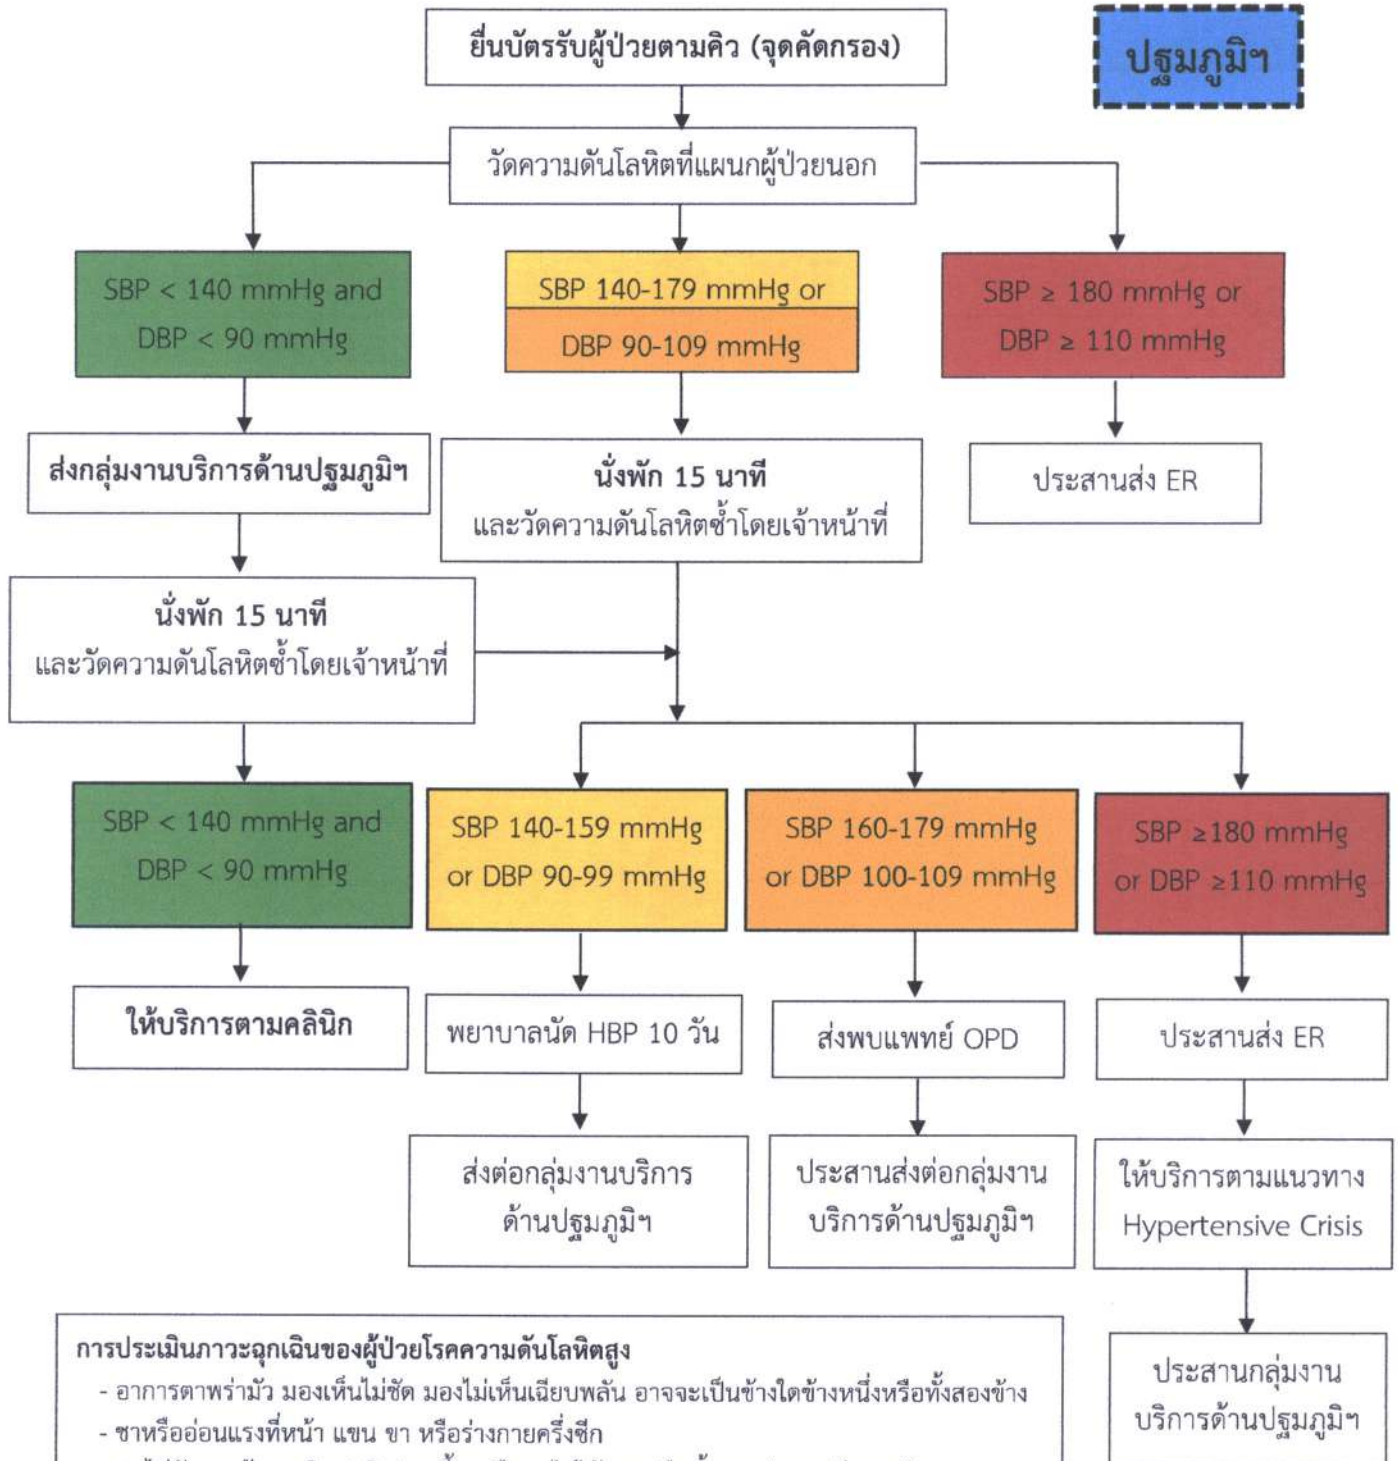 ยื่นบัตรรับผู้ป่วยตามคิว (จุดคัดกรอง)
ปฐมภูมิฯ
วัดความดันโลหิตที่แผนกผู้ป่วยนอก
SBP < 140 mmHg and
DBP < 90 mmHg
SBP 140-179 mmHg or
DBP 90-109 mmHg
SBP ≥ 180 mmHg or
DBP ≥ 110 mmHg
ส่งกลุ่มงานบริการด้านปฐมภูมิฯ
นั่งพัก 15 นาที
และวัดความดันโลหิตซ้ำโดยเจ้าหน้าที่
ประสานส่ง ER
นั่งพัก 15 นาที
และวัดความดันโลหิตซ้ำโดยเจ้าหน้าที่
SBP < 140 mmHg and
DBP < 90 mmHg
SBP 140-159 mmHg
or DBP 90-99 mmHg
SBP 160-179 mmHg
or DBP 100-109 mmHg
SBP ≥180 mmHg
or DBP ≥110 mmHg
ให้บริการตามคลินิก
พยาบาลนัด HBP 10 วัน
ส่งพบแพทย์ OPD
ประสานส่ง ER
ส่งต่อกลุ่มงานบริการ
ด้านปฐมภูมิฯ
ประสานส่งต่อกลุ่มงาน
บริการด้านปฐมภูมิฯ
ให้บริการตามแนวทาง
Hypertensive Crisis
ประสานกลุ่มงาน
บริการด้านปฐมภูมิฯ
การประเมินภาวะฉุกเฉินของผู้ป่วยโรคความดันโลหิตสูง
- อาการตาพร่ามัว มองเห็นไม่ชัด มองไม่เห็นเฉียบพลัน อาจจะเป็นข้างใดข้างหนึ่งหรือทั้งสองข้าง
- ชาหรืออ่อนแรงที่หน้า แขน ขา หรือร่างกายครึ่งซีก